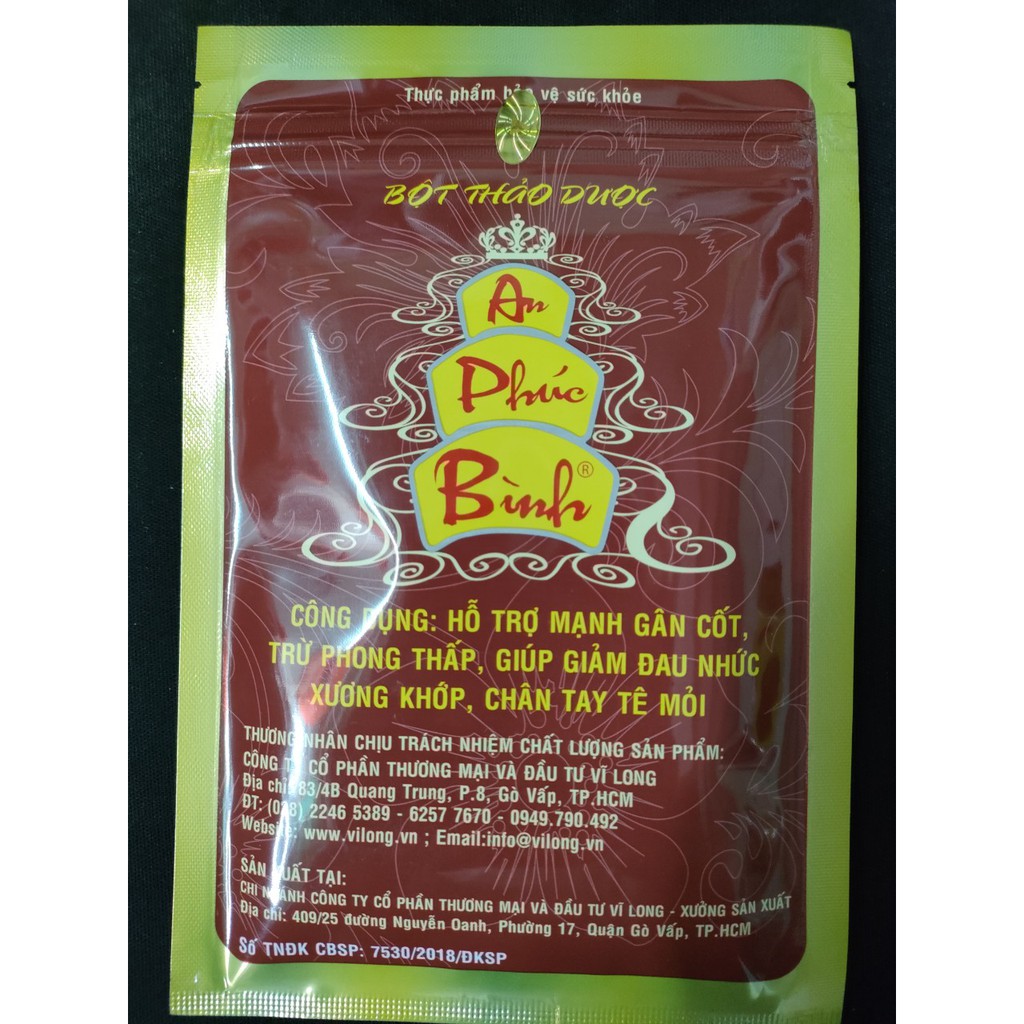 Thực phẩm bảo vệ sức khỏe
BỘT THẢO DƯỢC
An
Phúc
Bình®
CÔNG DỤNG: HỖ TRỢ MẠNH GÂN CỐT,
TRỪ PHONG THẤP, GIÚP GIẢM ĐAU NHỨC
XƯƠNG KHỚP, CHÂN TAY TÊ MỎI
THƯƠNG NHÂN CHỊU TRÁCH NHIỆM CHẤT LƯỢNG SẢN PHẨM:
CÔNG TY CỔ PHẦN THƯƠNG MẠI VÀ ĐẦU TƯ VĨ LONG
Địa chỉ: 83/4B Quang Trung, P.8, Gò Vấp, TP.HCM
ĐT: (028) 2246 5389 - 6257 7670 - 0949.790.492
Website: www.vilong.vn ; Email:info@vilong.vn
SẢN XUẤT TẠI:
CHI NHÁNH CÔNG TY CỔ PHẦN THƯƠNG MẠI VÀ ĐẦU TƯ VĨ LONG - XƯỞNG SẢN XUẤT
Địa chỉ: 409/25 đường Nguyễn Oanh, Phường 17, Quận Gò Vấp, TP.HCM
Số TNĐK CBSP: 7530/2018/ĐKSP